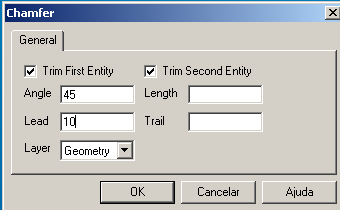 Chamfer
General
Trim First Entity Trim Second Entity
Angle 45 Length
Lead 10 Trail
Layer Geometry
OK Cancelar Ajuda